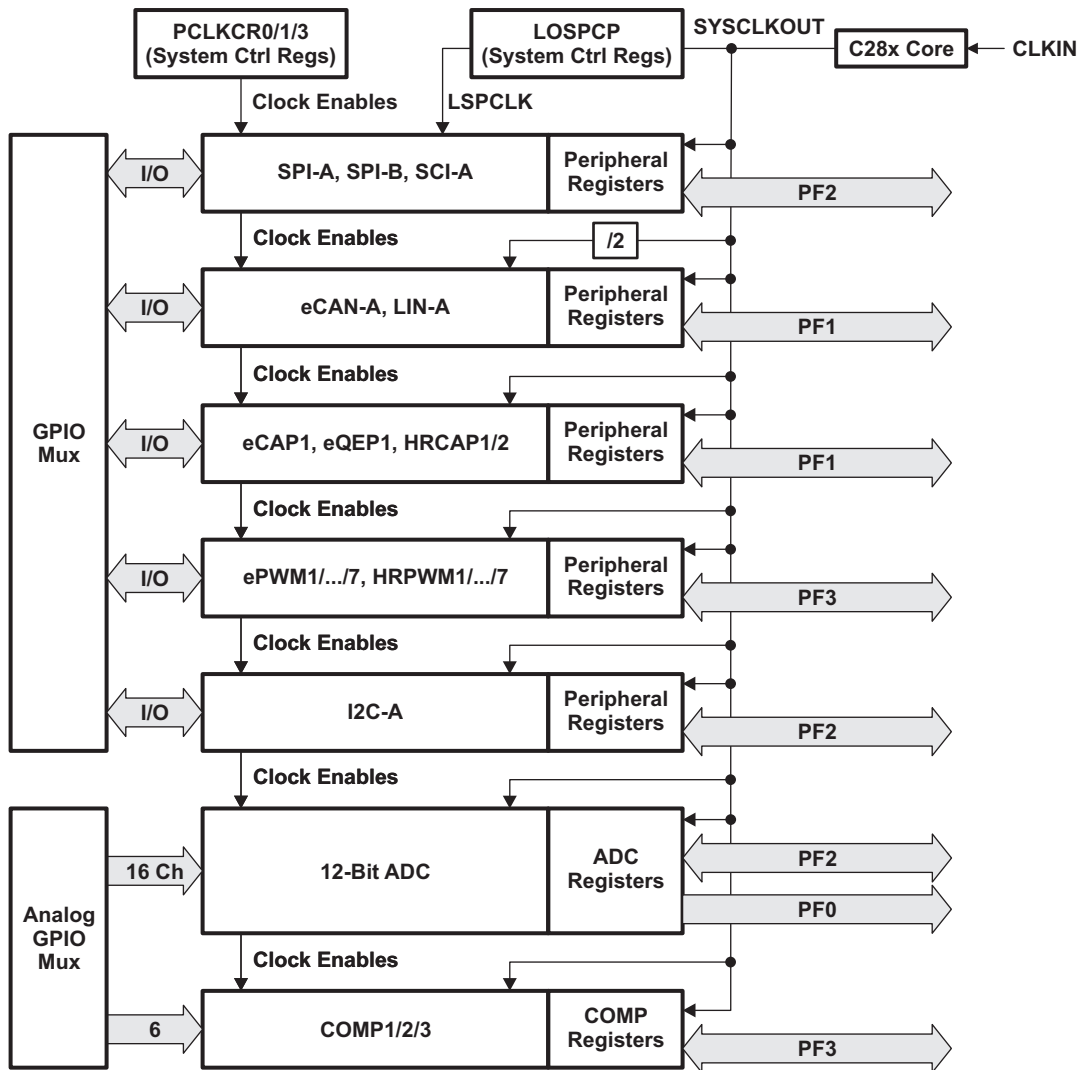 PCLKCR0/1/3
(System Ctrl Regs)
LOSPCP
(System Ctrl Regs)
SYSCLKOUT
C28x Core
CLKIN
Clock Enables
LSPCLK
GPIO
Mux
I/O
SPI-A, SPI-B, SCI-A
Peripheral
Registers
PF2
Clock Enables
/2
I/O
eCAN-A, LIN-A
Peripheral
Registers
PF1
Clock Enables
I/O
eCAP1, eQEP1, HRCAP1/2
Peripheral
Registers
PF1
Clock Enables
I/O
ePWM1/.../7, HRPWM1/.../7
Peripheral
Registers
PF3
Clock Enables
I/O
I2C-A
Peripheral
Registers
PF2
Clock Enables
Analog
GPIO
Mux
16 Ch
12-Bit ADC
ADC
Registers
PF2
PF0
Clock Enables
6
COMP1/2/3
COMP
Registers
PF3